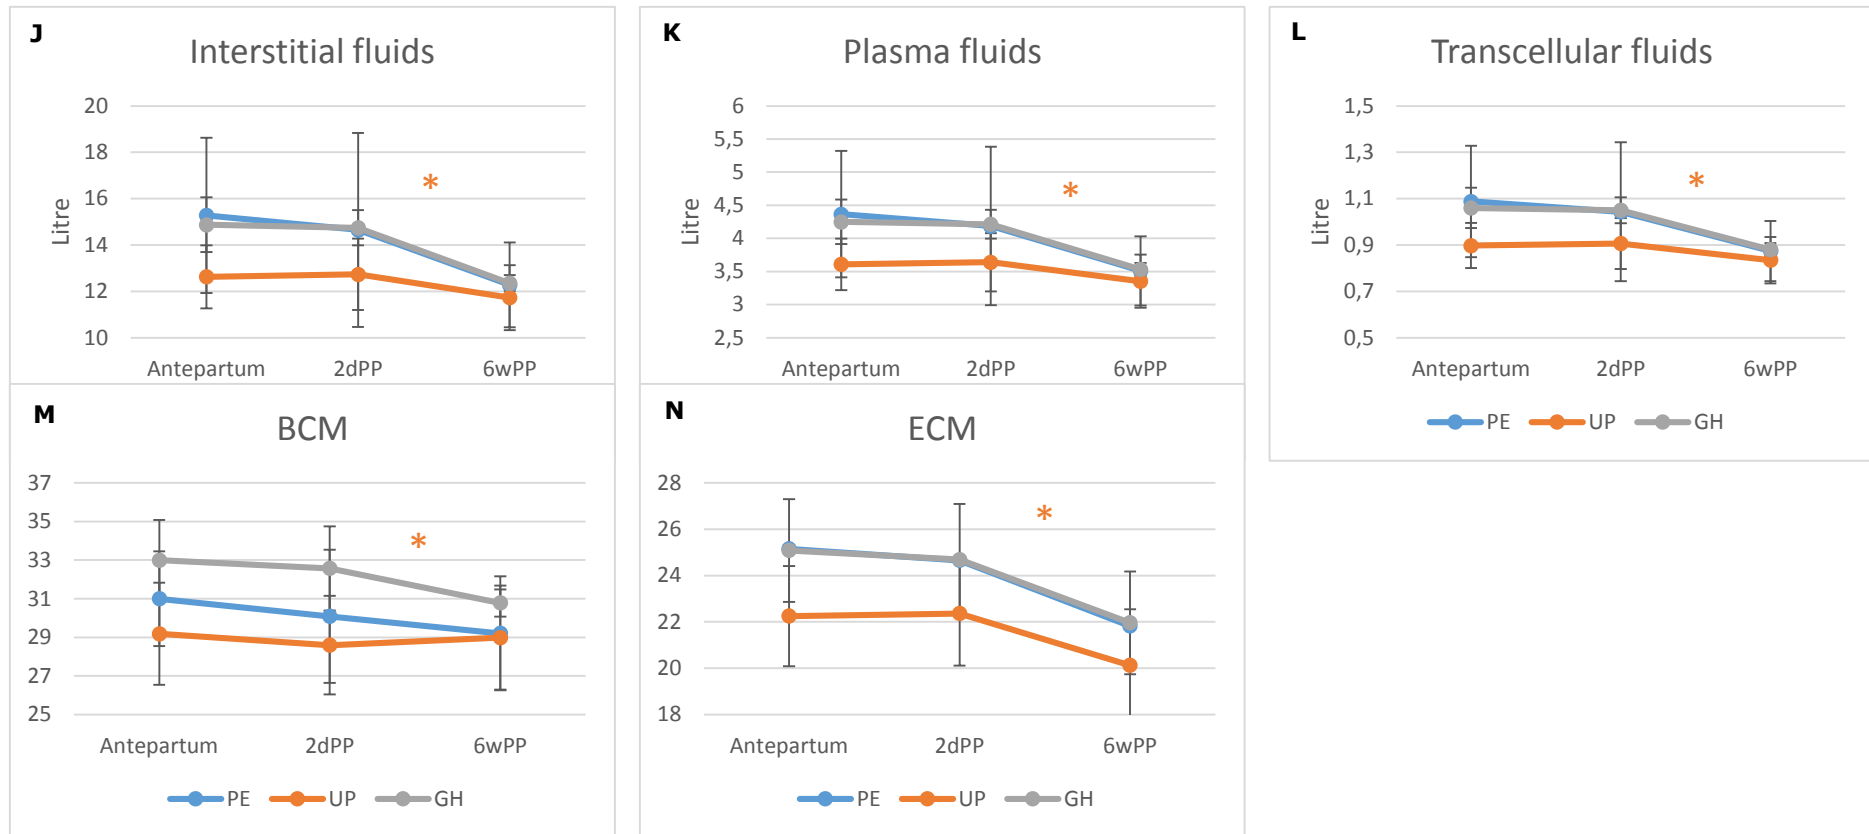 J
Interstitial fluids
Litre
20
18
16
14
12
10
Antepartum 2dPP 6wPP
*
K
Plasma fluids
Litre
6
5,5
5
4,5
4
3,5
3
2,5
Antepartum 2dPP 6wPP
*
L
Transcellular fluids
Litre
1,5
1,3
1,1
0,9
0,7
0,5
Antepartum 2dPP 6wPP
*
PE UP GH
M
BCM
37
35
33
31
29
27
25
Antepartum 2dPP 6wPP
*
PE UP GH
N
ECM
28
26
24
22
20
18
Antepartum 2dPP 6wPP
*
PE UP GH